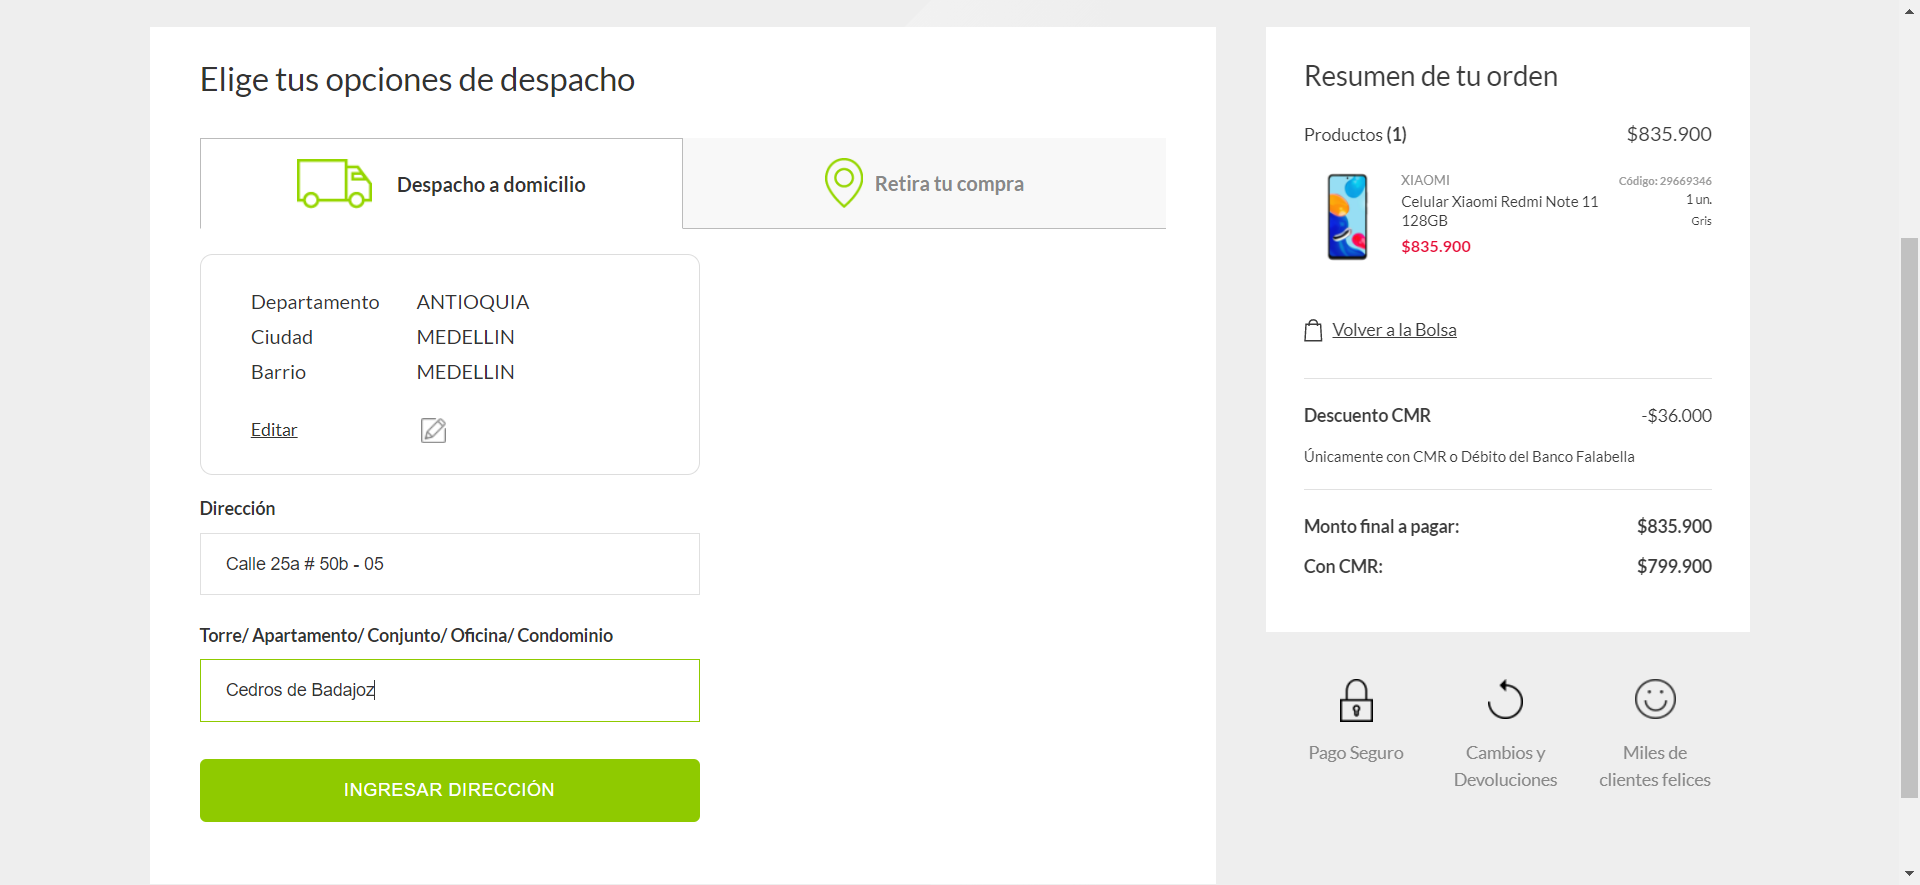 Elige tus opciones de despacho
Despacho a domicilio
Retira tu compra
Departamento ANTIOQUIA
Ciudad MEDELLIN
Barrio MEDELLIN
Editar
Dirección
Calle 25a # 50b - 05
Torre/ Apartamento/ Conjunto/ Oficina/ Condominio
Cedros de Badajoz
INGRESAR DIRECCIÓN
Resumen de tu orden
Productos (1) $835.900
XIAOMI Código: 29669346
Celular Xiaomi Redmi Note 11 1 un.
128GB Gris
$835.900
Volver a la Bolsa
Descuento CMR -$36.000
Únicamente con CMR o Débito del Banco Falabella
Monto final a pagar: $835.900
Con CMR: $799.900
Pago Seguro
Cambios y
Devoluciones
Miles de
clientes felices